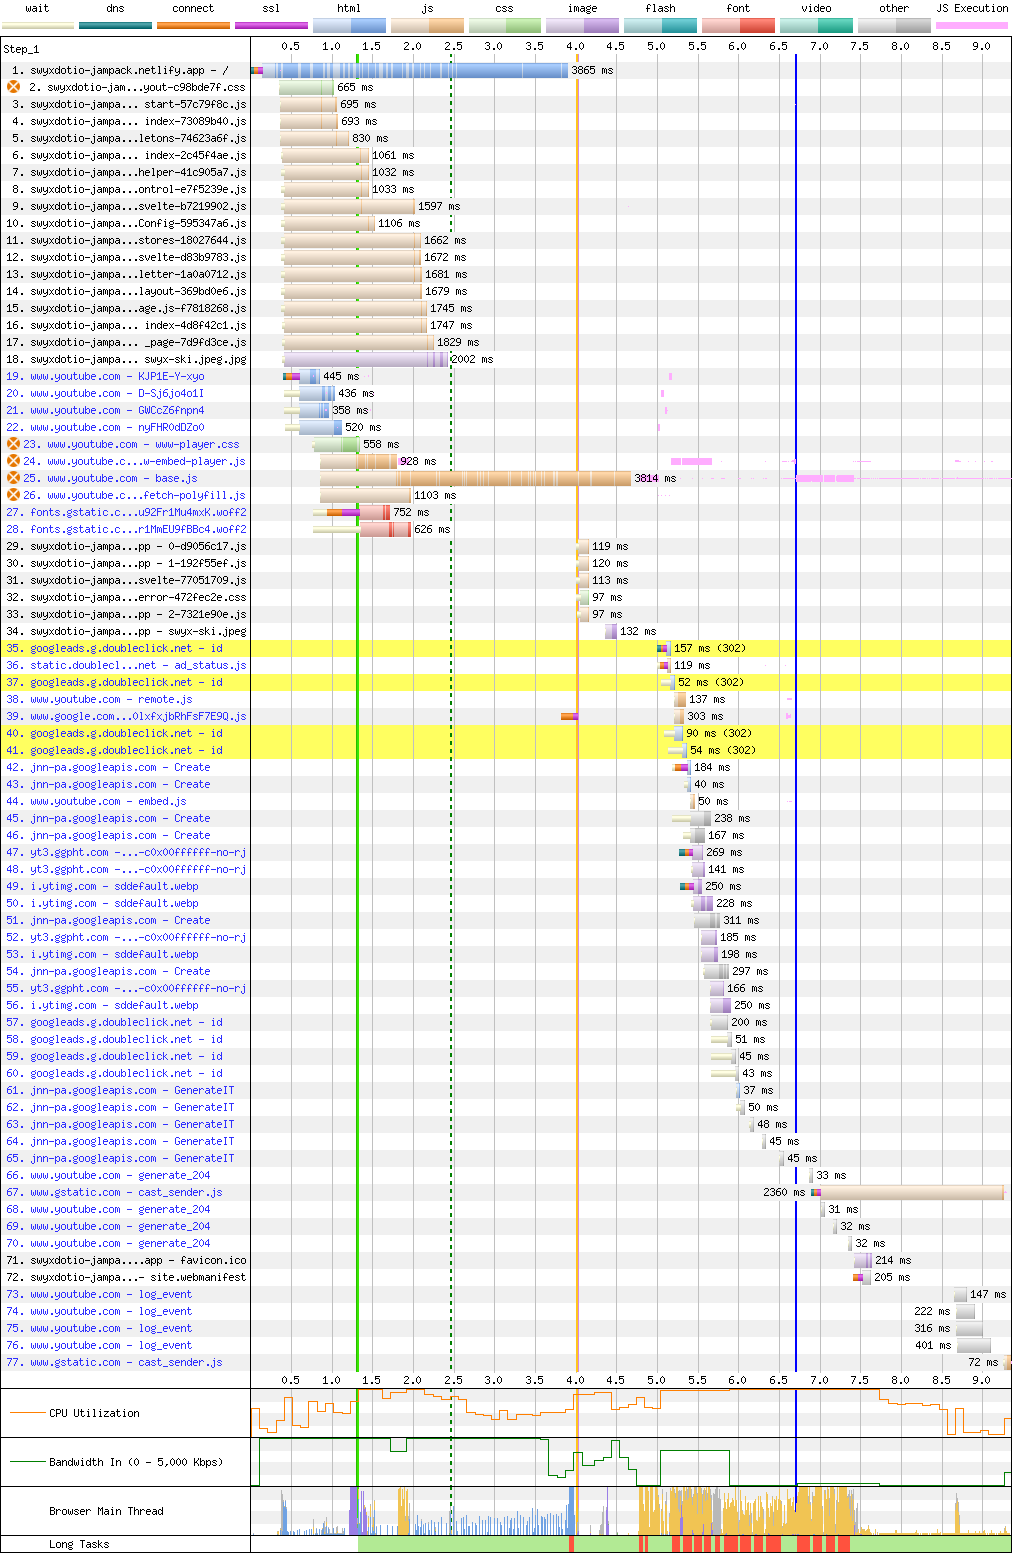 wait dns connect ssl html js css image flash font video other JS Execution
Step_1 0.5 1.0 1.5 2.0 2.5 3.0 3.5 4.0 4.5 5.0 5.5 6.0 6.5 7.0 7.5 8.0 8.5 9.0
1. swyxdotio-jampack.netlify.app - / 3865 ms
2. swyxdotio-jam...yout-c98bde7f.css 665 ms
3. swyxdotio-jampa... start-57c79f8c.js 695 ms
4. swyxdotio-jampa... index-73089b40.js 693 ms
5. swyxdotio-jampa...letons-74623a6f.js 830 ms
6. swyxdotio-jampa... index-2c45f4ae.js 1061 ms
7. swyxdotio-jampa...helper-41c905a7.js 1032 ms
8. swyxdotio-jampa...ontrol-e7f5239e.js 1033 ms
9. swyxdotio-jampa...svelte-b7219902.js 1597 ms
10. swyxdotio-jampa...Config-595347a6.js 1106 ms
11. swyxdotio-jampa...stores-18027644.js 1662 ms
12. swyxdotio-jampa...svelte-d83b9783.js 1672 ms
13. swyxdotio-jampa...letter-1a0a0712.js 1681 ms
14. swyxdotio-jampa...layout-369bd0e6.js 1679 ms
15. swyxdotio-jampa...age.js-f7818268.js 1745 ms
16. swyxdotio-jampa... index-4d8f42c1.js 1747 ms
17. swyxdotio-jampa... _page-7d9fd3ce.js 1829 ms
18. swyxdotio-jampa... swyx-ski.jpeg.jpg 2002 ms
19. www.youtube.com - KJP1E-Y-xyo 445 ms
20. www.youtube.com - D-Sj6jo4o1I 436 ms
21. www.youtube.com - GWCcZ6fnpn4 358 ms
22. www.youtube.com - nyFHR0dDZo0 520 ms
23. www.youtube.com - www-player.css 558 ms
24. www.youtube.c...w-embed-player.js 928 ms
25. www.youtube.com - base.js 3814 ms
26. www.youtube.c...fetch-polyfill.js 1103 ms
27. fonts.gstatic.c...u92Fr1Mu4mxK.woff2 752 ms
28. fonts.gstatic.c...r1MmEU9fBBc4.woff2 626 ms
29. swyxdotio-jampa...pp - 0-d9056c17.js 119 ms
30. swyxdotio-jampa...pp - 1-192f55ef.js 120 ms
31. swyxdotio-jampa...svelte-77051709.js 113 ms
32. swyxdotio-jampa...error-472fec2e.css 97 ms
33. swyxdotio-jampa...pp - 2-7321e90e.js 97 ms
34. swyxdotio-jampa...pp - swyx-ski.jpeg 132 ms
35. googleads.g.doubleclick.net - id 157 ms (302)
36. static.doublecl...net - ad_status.js 119 ms
37. googleads.g.doubleclick.net - id 52 ms (302)
38. www.youtube.com - remote.js 137 ms
39. www.google.com...0lxfxjbRhFsF7E9Q.js 303 ms
40. googleads.g.doubleclick.net - id 90 ms (302)
41. googleads.g.doubleclick.net - id 54 ms (302)
42. jnn-pa.googleapis.com - Create 184 ms
43. jnn-pa.googleapis.com - Create 40 ms
44. www.youtube.com - embed.js 50 ms
45. jnn-pa.googleapis.com - Create 238 ms
46. jnn-pa.googleapis.com - Create 167 ms
47. yt3.ggpht.com -...-c0x00ffffff-no-rj 269 ms
48. yt3.ggpht.com -...-c0x00ffffff-no-rj 141 ms
49. i.ytimg.com - sddefault.webp 250 ms
50. i.ytimg.com - sddefault.webp 228 ms
51. jnn-pa.googleapis.com - Create 311 ms
52. yt3.ggpht.com -...-c0x00ffffff-no-rj 185 ms
53. i.ytimg.com - sddefault.webp 198 ms
54. jnn-pa.googleapis.com - Create 297 ms
55. yt3.ggpht.com -...-c0x00ffffff-no-rj 166 ms
56. i.ytimg.com - sddefault.webp 250 ms
57. googleads.g.doubleclick.net - id 200 ms
58. googleads.g.doubleclick.net - id 51 ms
59. googleads.g.doubleclick.net - id 45 ms
60. googleads.g.doubleclick.net - id 43 ms
61. jnn-pa.googleapis.com - GenerateIT 37 ms
62. jnn-pa.googleapis.com - GenerateIT 50 ms
63. jnn-pa.googleapis.com - GenerateIT 48 ms
64. jnn-pa.googleapis.com - GenerateIT 45 ms
65. jnn-pa.googleapis.com - GenerateIT 45 ms
66. www.youtube.com - generate_204 33 ms
67. www.gstatic.com - cast_sender.js 2360 ms
68. www.youtube.com - generate_204 31 ms
69. www.youtube.com - generate_204 32 ms
70. www.youtube.com - generate_204 32 ms
71. swyxdotio-jampa....app - favicon.ico 214 ms
72. swyxdotio-jampa...- site.webmanifest 205 ms
73. www.youtube.com - log_event 147 ms
74. www.youtube.com - log_event 222 ms
75. www.youtube.com - log_event 316 ms
76. www.youtube.com - log_event 401 ms
77. www.gstatic.com - cast_sender.js 72 ms
0.5 1.0 1.5 2.0 2.5 3.0 3.5 4.0 4.5 5.0 5.5 6.0 6.5 7.0 7.5 8.0 8.5 9.0
CPU Utilization
Bandwidth In (0 - 5,000 Kbps)
Browser Main Thread
Long Tasks